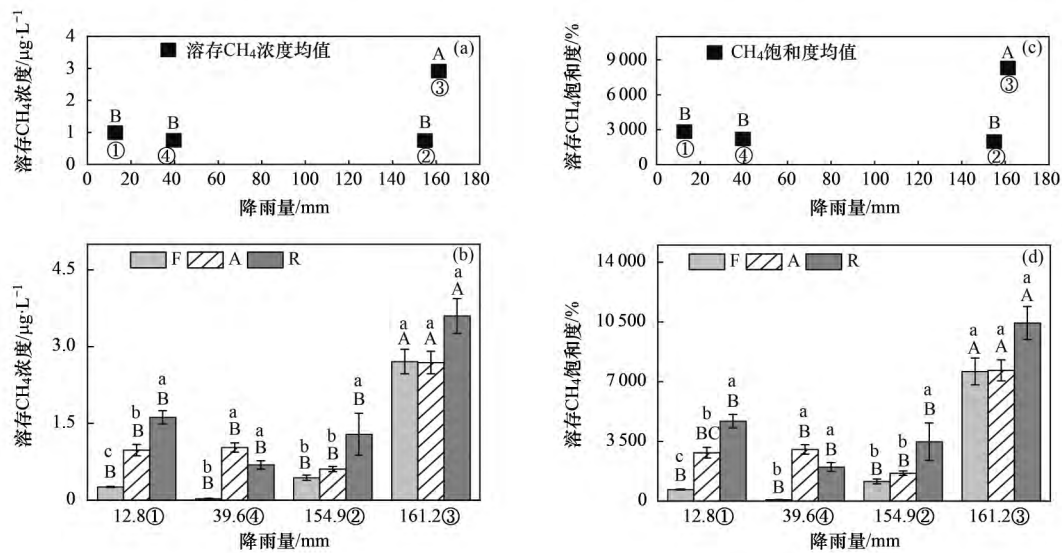 溶存CH₄浓度/μg·L⁻¹
4
3
2
1
0
■ 溶存CH₄浓度均值
(a)
B
①
B
④
B
②
A
③
0 20 40 60 80 100 120 140 160 180
降雨量/mm
溶存CH₄饱和度/%
9 000
6 000
3 000
0
■ CH₄饱和度均值
(c)
B
①
B
④
B
②
A
③
0 20 40 60 80 100 120 140 160 180
降雨量/mm
溶存CH₄浓度/μg·L⁻¹
4.5
3.0
1.5
0
F A R
(b)
c
B
b
B
a
B
b
B
a
B
a
B
b
B
b
B
a
B
a
A
a
A
a
A
12.8① 39.6④ 154.9② 161.2③
降雨量/mm
溶存CH₄饱和度/%
14 000
10 500
7 000
3 500
0
F A R
(d)
c
B
b
BC
a
B
b
B
a
B
a
B
b
B
b
B
a
B
a
A
a
A
a
A
12.8① 39.6④ 154.9② 161.2③
降雨量/mm